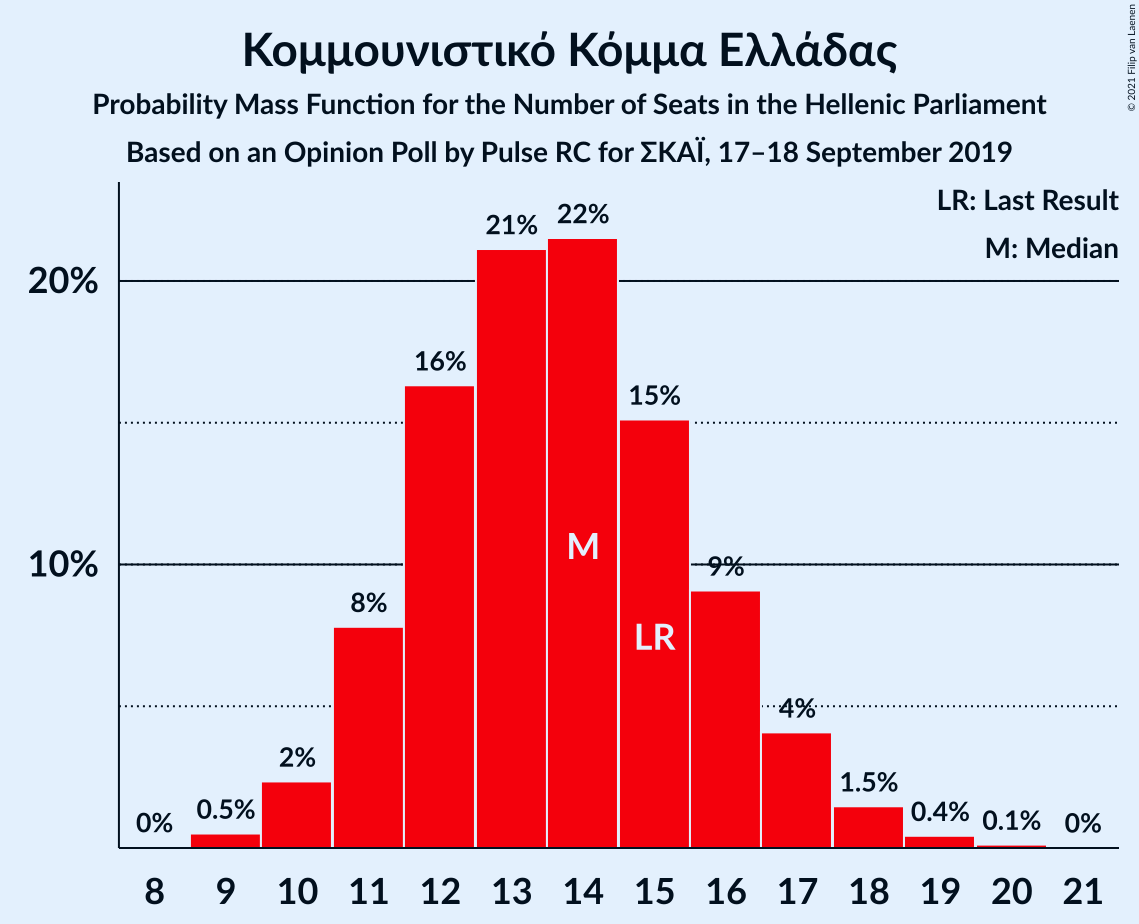 Κομμουνιστικό Κόμμα Ελλάδας
Probability Mass Function for the Number of Seats in the Hellenic Parliament
Based on an Opinion Poll by Pulse RC for ΣΚΑΪ, 17–18 September 2019
© 2021 Filip van Laenen
LR: Last Result
M: Median
20%
10%
0%
0.5%
2%
8%
16%
21%
22%
15%
9%
4%
1.5%
0.4%
0.1%
0%
M
LR
8 9 10 11 12 13 14 15 16 17 18 19 20 21